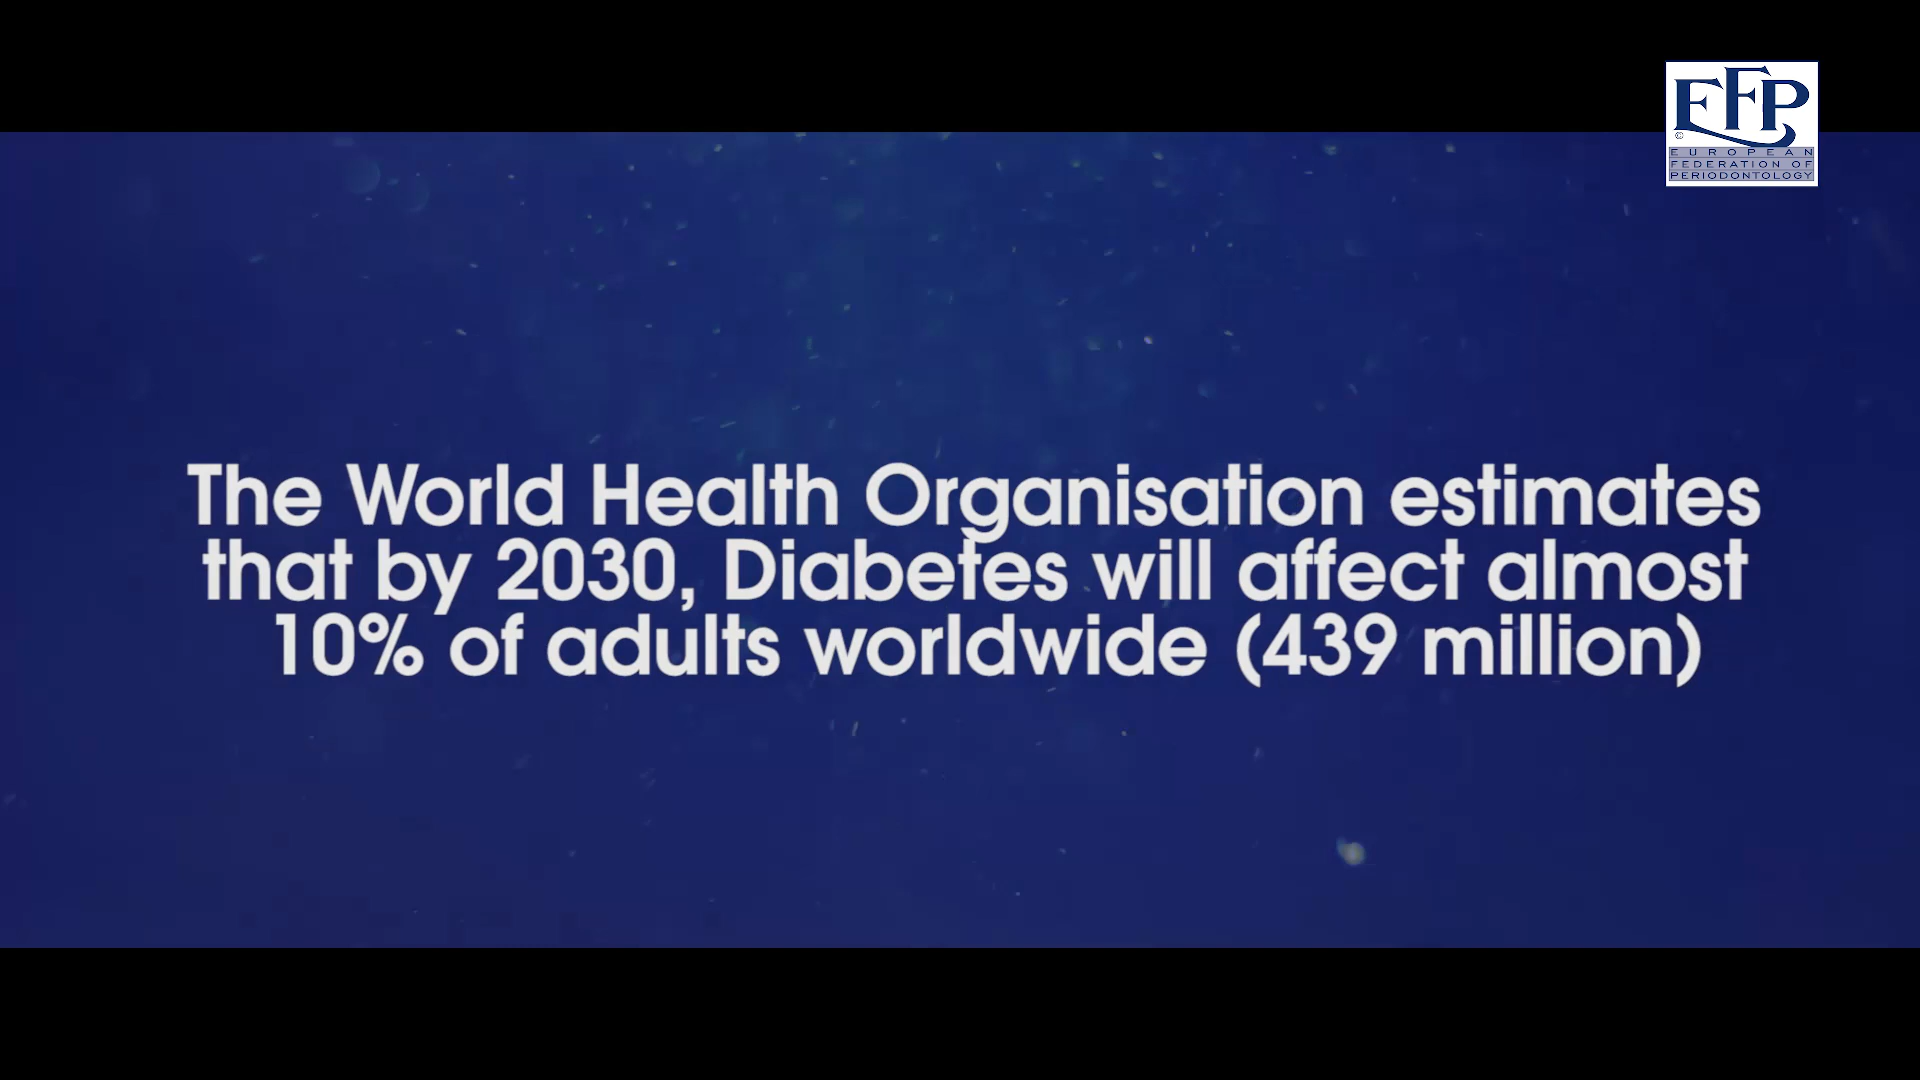 EFP
©
EUROPEAN
FEDERATION OF
PERIODONTOLOGY
The World Health Organisation estimates
that by 2030, Diabetes will affect almost
10% of adults worldwide (439 million)